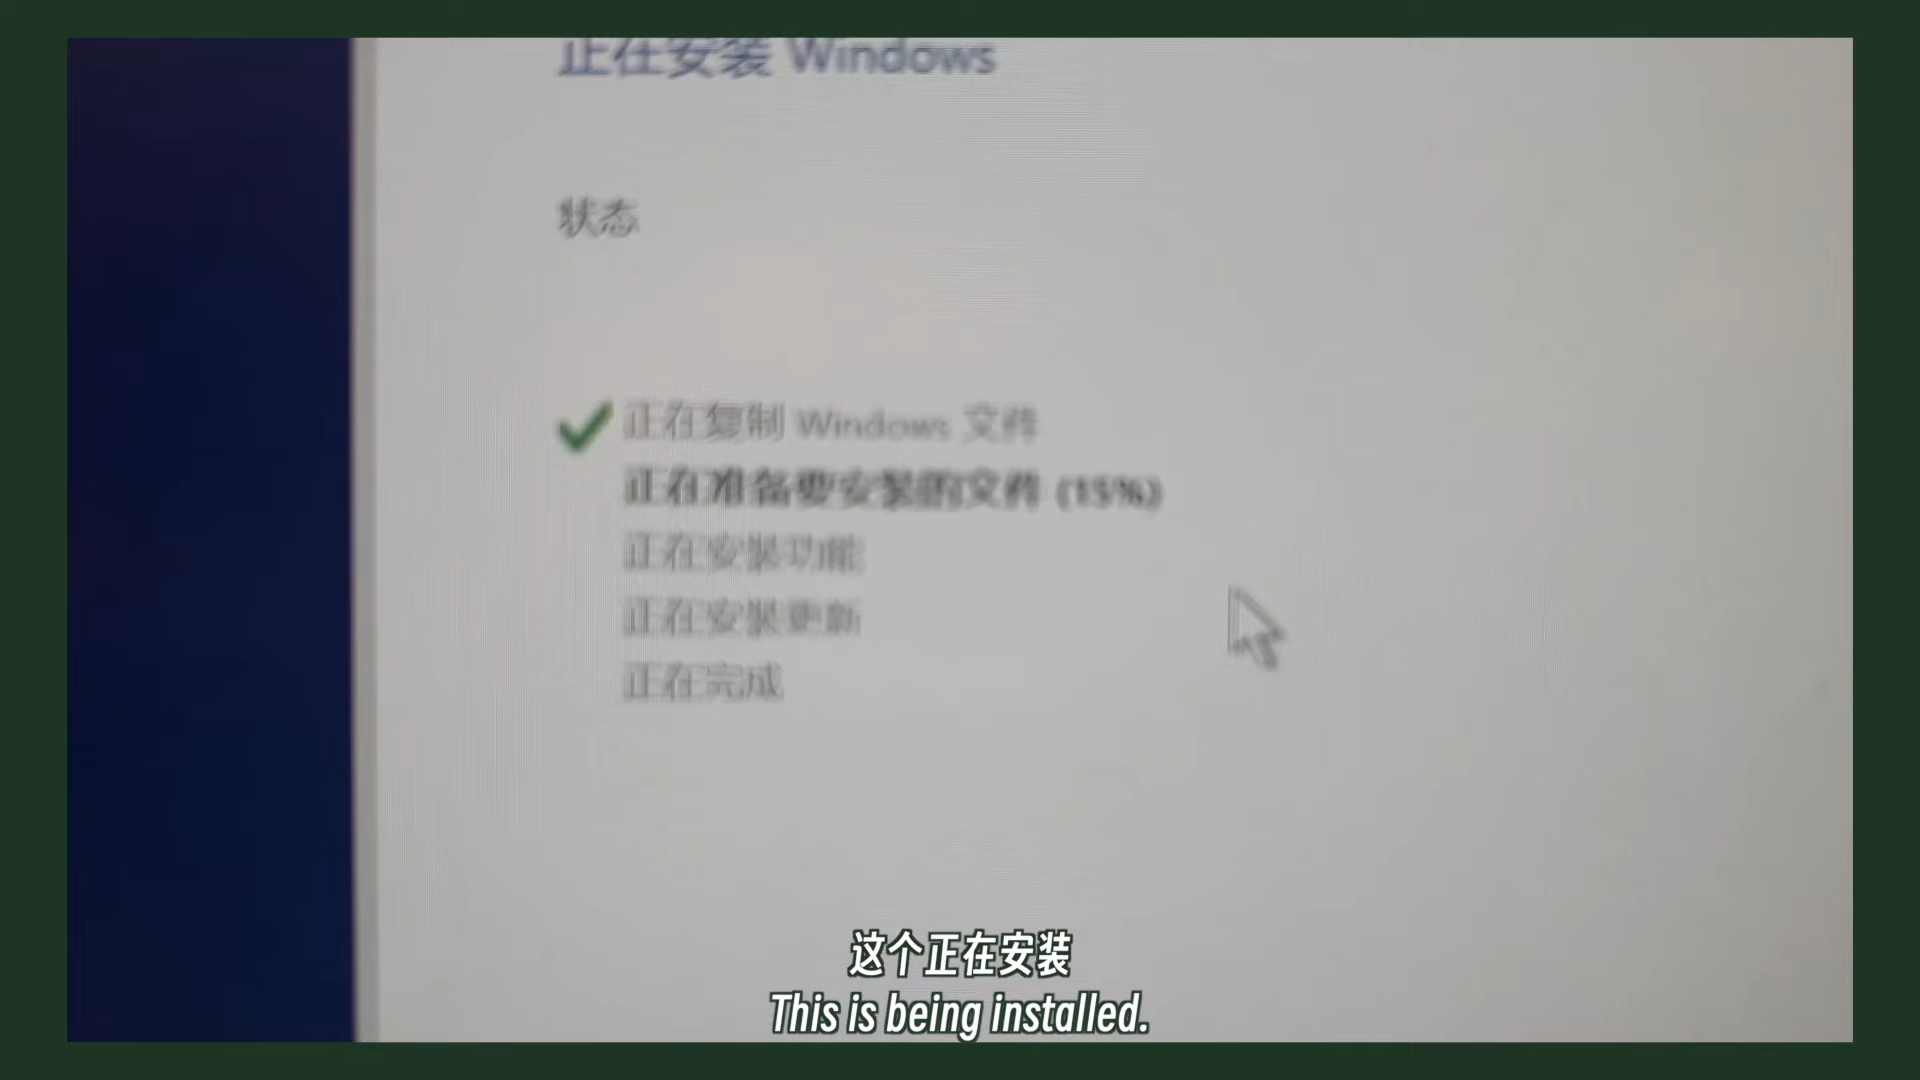 正在安装 Windows
状态
正在复制 Windows 文件
正在准备要安装的文件 (15%)
正在安装功能
正在安装更新
正在完成
这个正在安装
This is being installed.